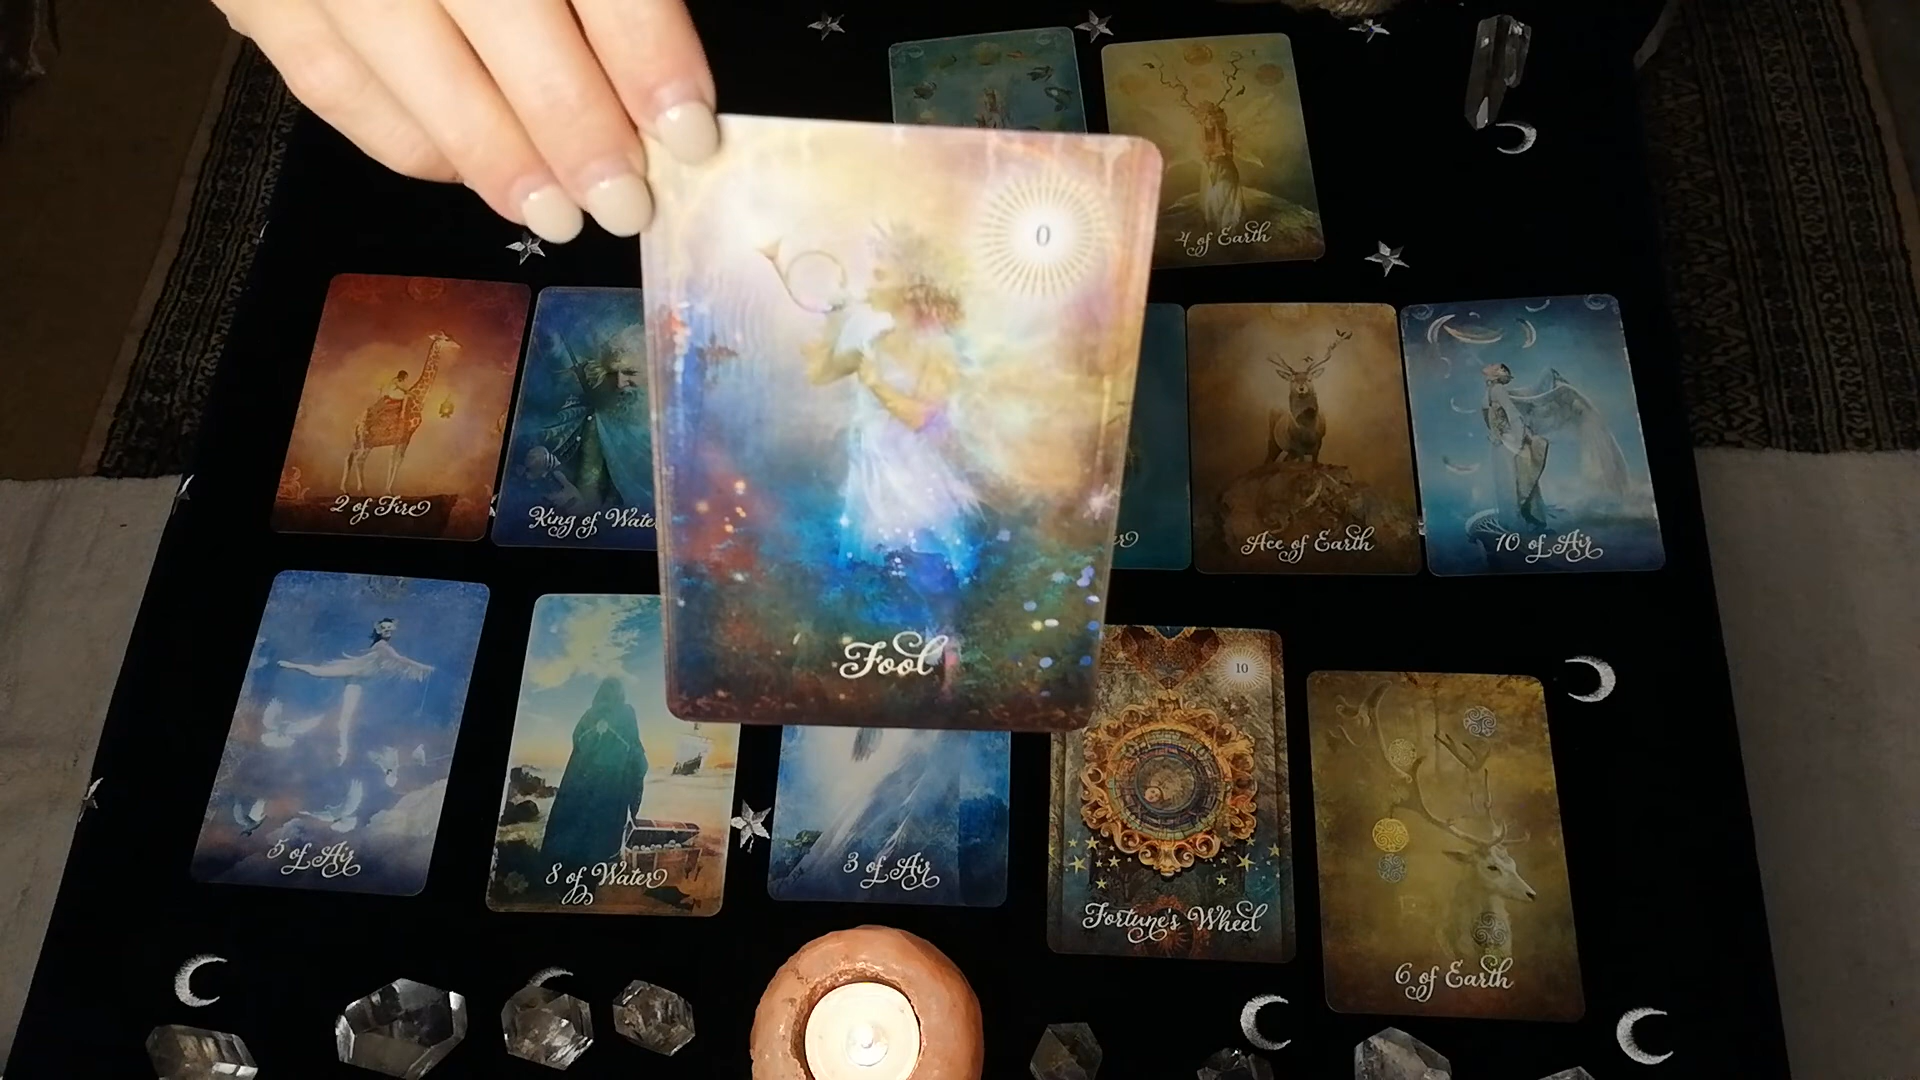 4 of Earth
0
2 of Fire
King of Wate
Ace of Earth
10 of Air
Fool
10
5 of Air
8 of Water
3 of Air
Fortune's Wheel
6 of Earth